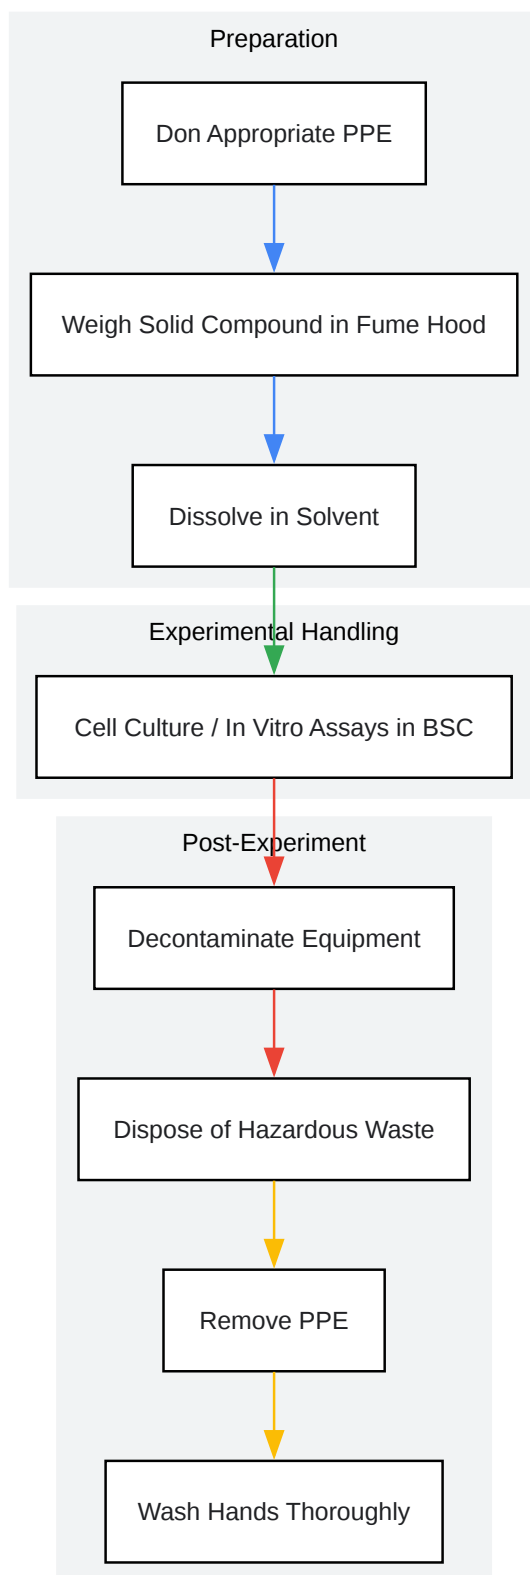 Preparation
Don Appropriate PPE
Weigh Solid Compound in Fume Hood
Dissolve in Solvent
Experimental Handling
Cell Culture / In Vitro Assays in BSC
Post-Experiment
Decontaminate Equipment
Dispose of Hazardous Waste
Remove PPE
Wash Hands Thoroughly